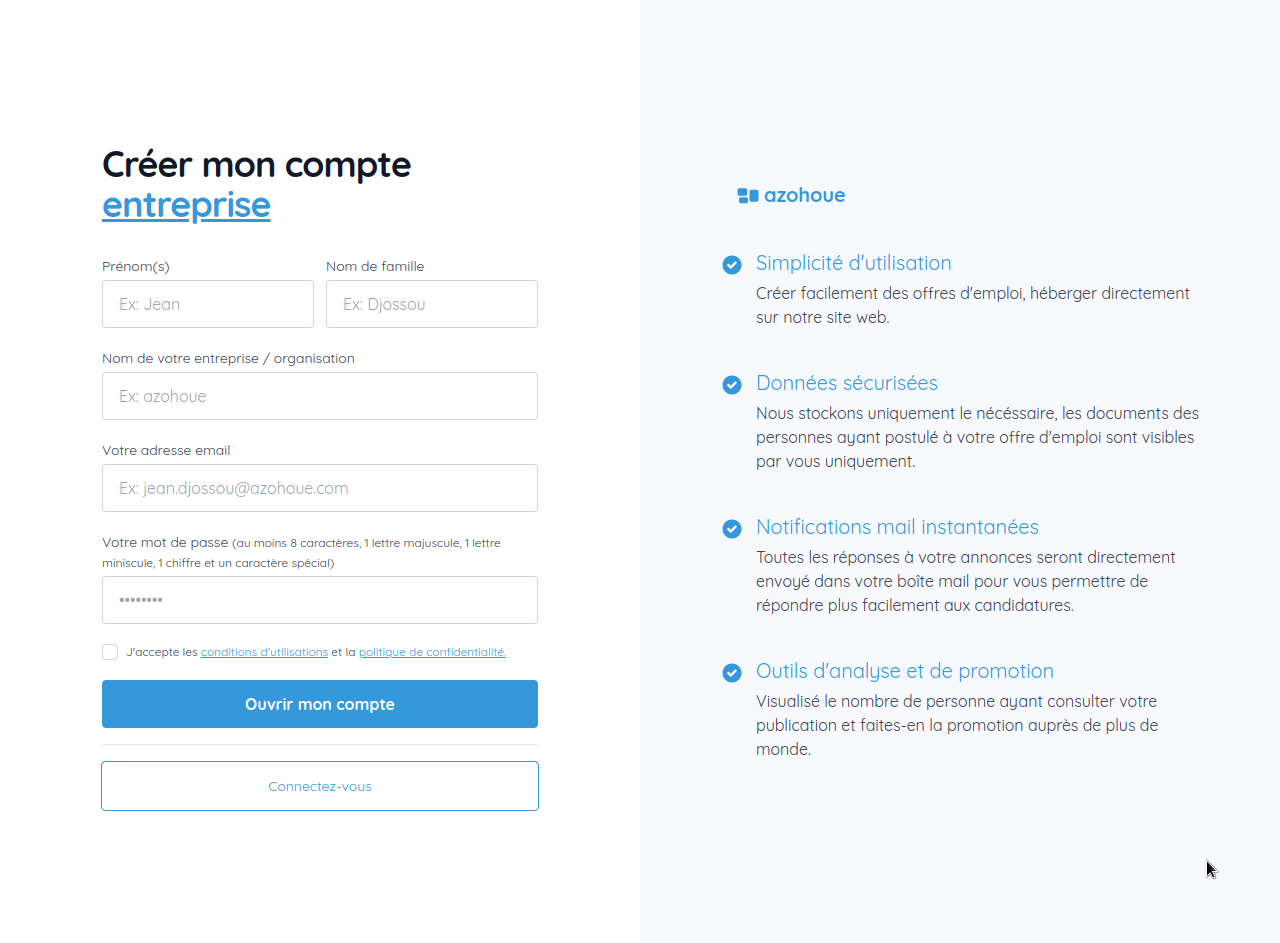 Créer mon compte
entreprise
Prénom(s)
Nom de famille
Ex: Jean
Ex: Djossou
Nom de votre entreprise / organisation
Ex: azohoue
Votre adresse email
Ex: jean.djossou@azohoue.com
Votre mot de passe (au moins 8 caractères, 1 lettre majuscule, 1 lettre
miniscule, 1 chiffre et un caractère spécial)
••••••••
J'accepte les conditions d'utilisations et la politique de confidentialité.
Ouvrir mon compte
Connectez-vous
azohoue
Simplicité d'utilisation
Créer facilement des offres d'emploi, héberger directement
sur notre site web.
Données sécurisées
Nous stockons uniquement le nécéssaire, les documents des
personnes ayant postulé à votre offre d'emploi sont visibles
par vous uniquement.
Notifications mail instantanées
Toutes les réponses à votre annonces seront directement
envoyé dans votre boîte mail pour vous permettre de
répondre plus facilement aux candidatures.
Outils d'analyse et de promotion
Visualisé le nombre de personne ayant consulter votre
publication et faites-en la promotion auprès de plus de
monde.